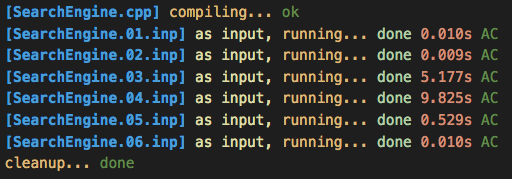 [SearchEngine.cpp] compiling... ok
[SearchEngine.01.inp] as input, running... done 0.010s AC
[SearchEngine.02.inp] as input, running... done 0.009s AC
[SearchEngine.03.inp] as input, running... done 5.177s AC
[SearchEngine.04.inp] as input, running... done 9.825s AC
[SearchEngine.05.inp] as input, running... done 0.529s AC
[SearchEngine.06.inp] as input, running... done 0.010s AC
cleanup... done